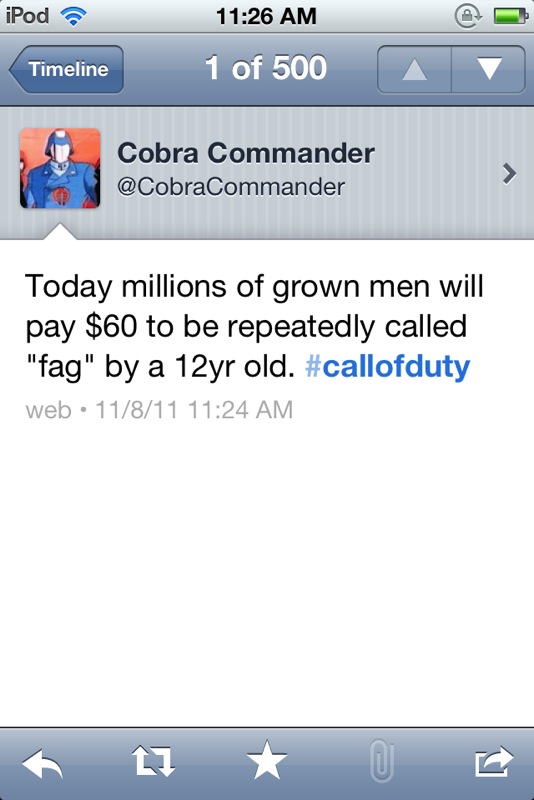 iPod 11:26 AM
Timeline 1 of 500
Cobra Commander
@CobraCommander
Today millions of grown men will
pay $60 to be repeatedly called
"fag" by a 12yr old. #callofduty
web • 11/8/11 11:24 AM